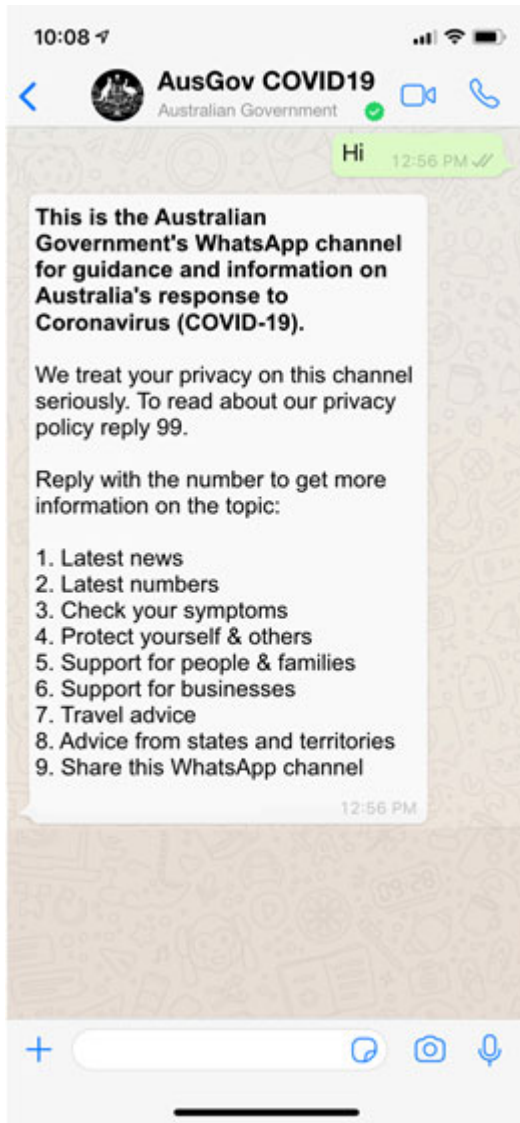 10:08
AusGov COVID19
Australian Government
Hi
12:56 PM
This is the Australian
Government's WhatsApp channel
for guidance and information on
Australia's response to
Coronavirus (COVID-19).
We treat your privacy on this channel
seriously. To read about our privacy
policy reply 99.
Reply with the number to get more
information on the topic:
1. Latest news
2. Latest numbers
3. Check your symptoms
4. Protect yourself & others
5. Support for people & families
6. Support for businesses
7. Travel advice
8. Advice from states and territories
9. Share this WhatsApp channel
12:56 PM